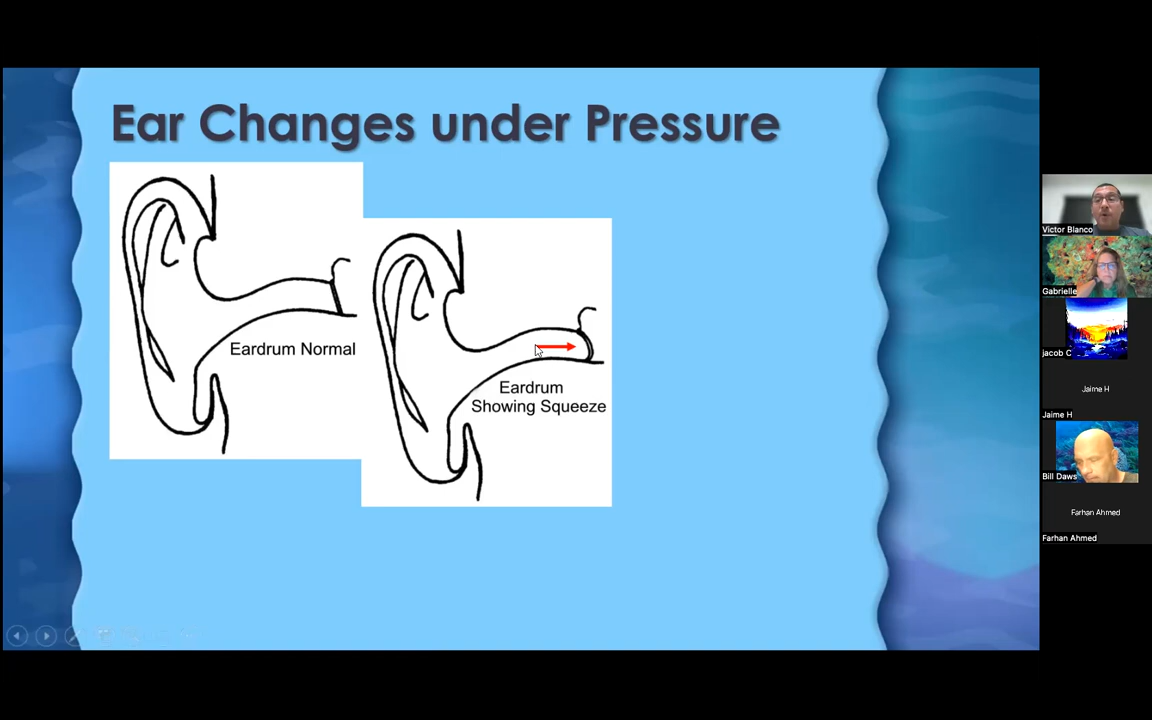 Ear Changes under Pressure
Eardrum Normal
Eardrum
Showing Squeeze
Victor Blanco
Gabrielle
jacob C
Jaime H
Jaime H
Bill Daws
Farhan Ahmed
Farhan Ahmed